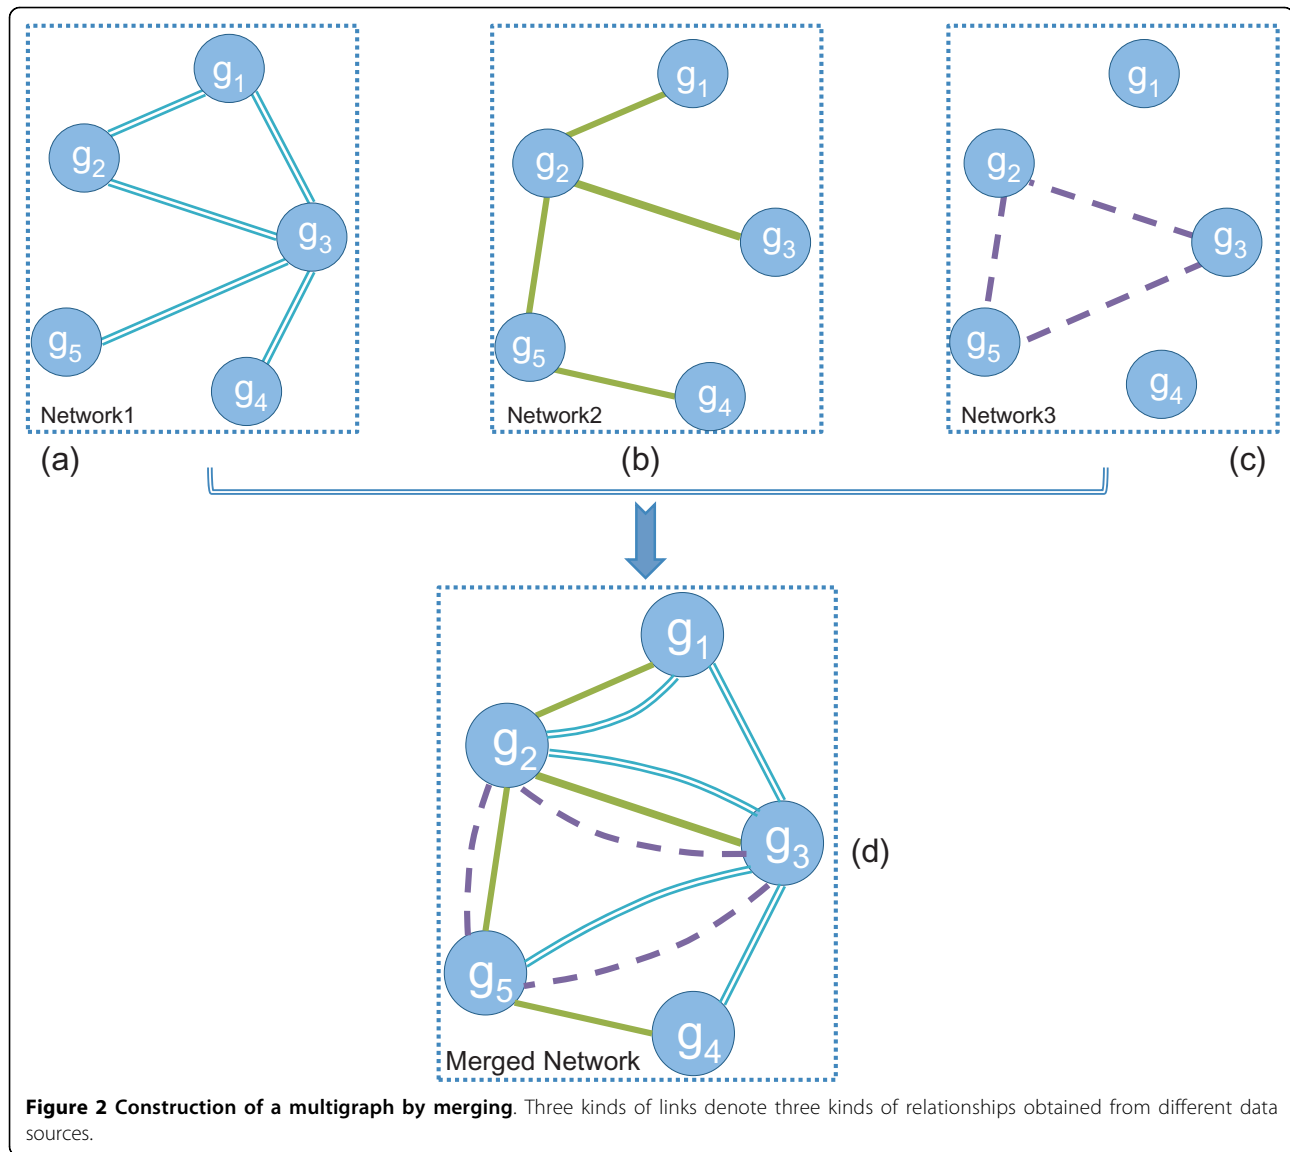 g1
g2
g3
g5
g4
Network1
(a)
g1
g2
g3
g5
g4
Network2
(b)
g1
g2
g3
g5
g4
Network3
(c)
g1
g2
g3
(d)
g5
g4
Merged Network
Figure 2 Construction of a multigraph by merging. Three kinds of links denote three kinds of relationships obtained from different data
sources.